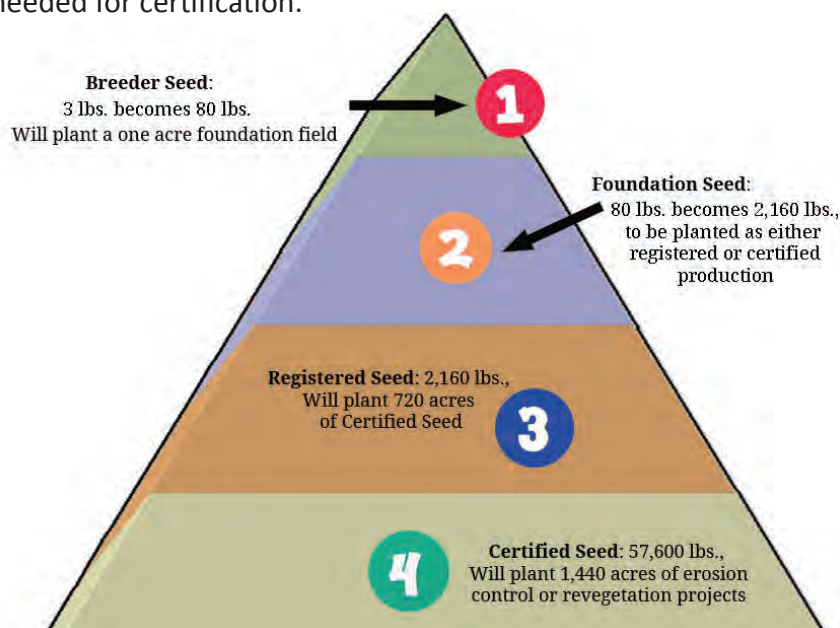 needed for certification.
Breeder Seed:
3 lbs. becomes 80 lbs.
Will plant a one acre foundation field
1
Foundation Seed:
80 lbs. becomes 2,160 lbs.,
to be planted as either
registered or certified
production
2
Registered Seed: 2,160 lbs.,
Will plant 720 acres
of Certified Seed
3
4
Certified Seed: 57,600 lbs.,
Will plant 1,440 acres of erosion
control or revegetation projects